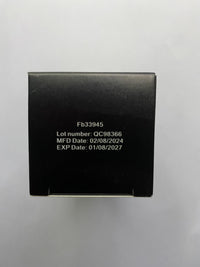 Fb33945
Lot number: QC98366
MFD Date: 02/08/2024
EXP Date: 01/08/2027